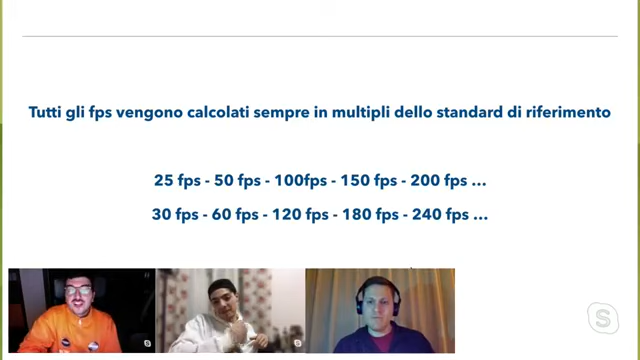 Tutti gli fps vengono calcolati sempre in multipli dello standard di riferimento
25 fps - 50 fps - 100fps - 150 fps - 200 fps ...
30 fps - 60 fps - 120 fps - 180 fps - 240 fps ...